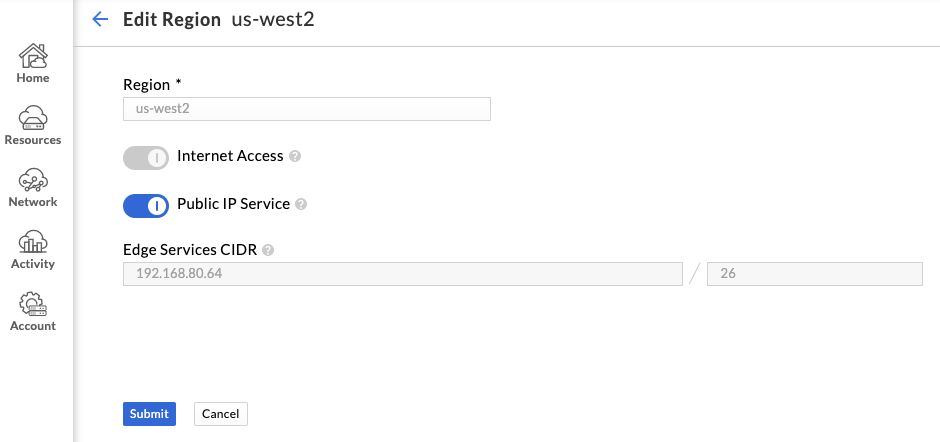 Edit Region us-west2
Home
Resources
Network
Activity
Account
Region *
us-west2
Internet Access ?
Public IP Service ?
Edge Services CIDR ?
192.168.80.64 / 26
Submit Cancel